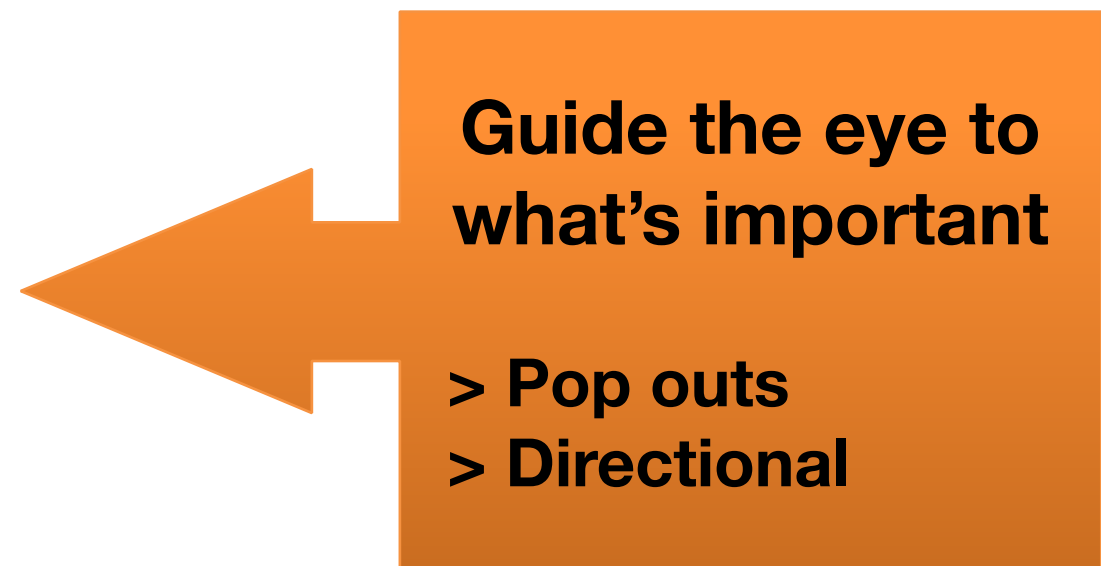 Guide the eye to
what’s important
> Pop outs
> Directional